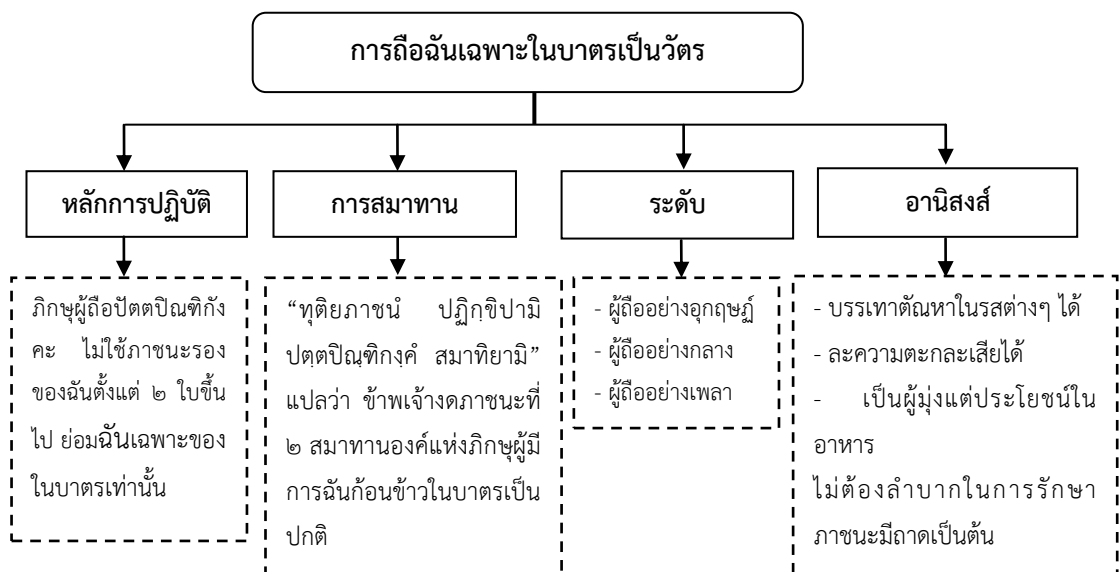 การถือฉันเฉพาะในบาตรเป็นวัตร
หลักการปฏิบัติ
การสมาทาน
ระดับ
อานิสงส์
ภิกษุผู้ถือปัตตปิณฑิกัง
คะ ไม่ใช้ภาชนะรอง
ของฉันตั้งแต่ ๒ ใบขึ้น
ไป ย่อมฉันเฉพาะของ
ในบาตรเท่านั้น
“ทุติยภาชนํ ปฏิกฺขิปามิ
ปตฺตปิณฺฑิกงฺคํ สมาทิยามิ”
แปลว่า ข้าพเจ้างดภาชนะที่
๒ สมาทานองค์แห่งภิกษุผู้มี
การฉันก้อนข้าวในบาตรเป็น
ปกติ
- ผู้ถืออย่างอุกฤษฏ์
- ผู้ถืออย่างกลาง
- ผู้ถืออย่างเพลา
- บรรเทาตัณหาในรสต่างๆ ได้
- ละความตะกละเสียได้
- เป็นผู้มุ่งแต่ประโยชน์ใน
อาหาร
ไม่ต้องลำบากในการรักษา
ภาชนะมีถาดเป็นต้น